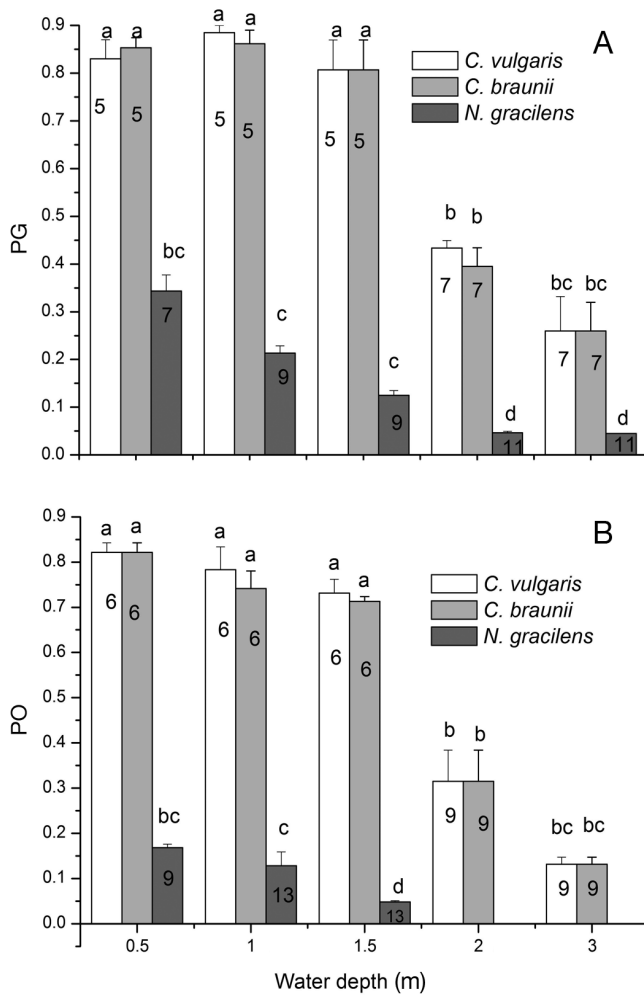 A
C. vulgaris
C. braunii
N. gracilens
PG
0.9
0.8
0.7
0.6
0.5
0.4
0.3
0.2
0.1
0.0
a a bc
5 5 7
a a c
5 5 9
a a c
5 5 9
b b d
7 7 11
bc bc d
7 7 11
B
C. vulgaris
C. braunii
N. gracilens
PO
0.9
0.8
0.7
0.6
0.5
0.4
0.3
0.2
0.1
0.0
a a bc
6 6 9
a a c
6 6 13
a a d
6 6 13
b b
9 9
bc bc
9 9
0.5 1 1.5 2 3
Water depth (m)